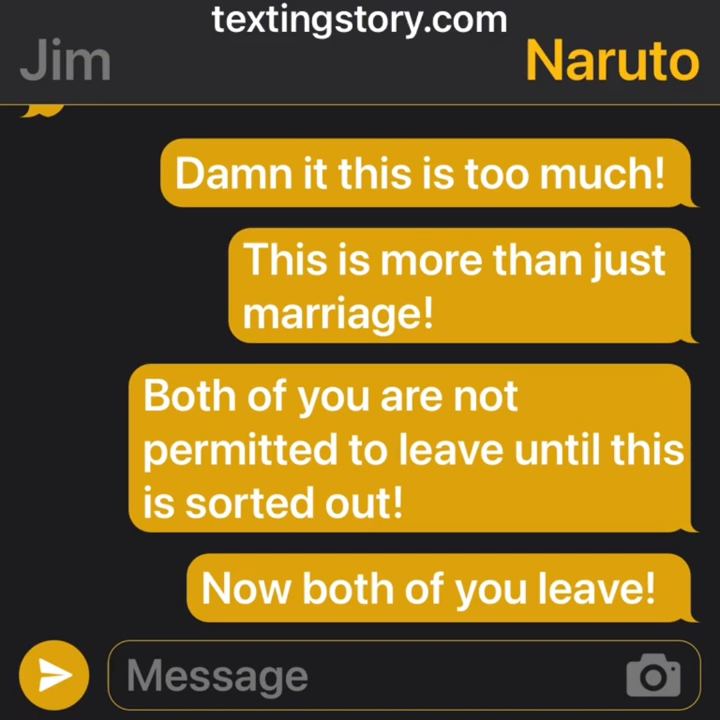 textingstory.com
Jim
Naruto
Damn it this is too much!
This is more than just
marriage!
Both of you are not
permitted to leave until this
is sorted out!
Now both of you leave!
Message